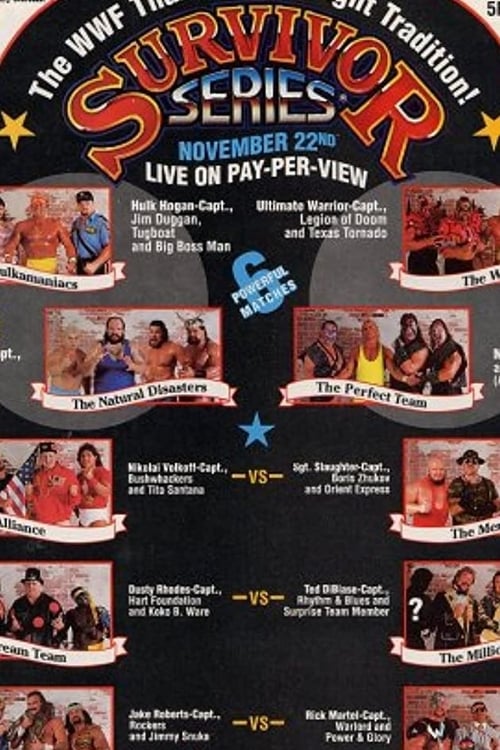 The WWF Tha ght Tradition!
SURVIVOR
SERIES®
NOVEMBER 22ND
LIVE ON PAY-PER-VIEW
Hulk Hogan-Capt.,
Jim Duggan,
Tugboat
and Big Boss Man
Ultimate Warrior-Capt.,
Legion of Doom
and Texas Tornado
ulkamaniacs
The W
6
POWERFUL
MATCHES
pt.,
The Natural Disasters
The Perfect Team
Nikolai Volkoff-Capt.,
Bushwhackers
and Tito Santana
-VS-
Sgt. Slaughter-Capt.,
Boris Zhukov
and Orient Express
lliance
The Me
Dusty Rhodes-Capt.,
Hart Foundation
and Koko B. Ware
-VS-
Ted DiBiase-Capt.,
Rhythm & Blues and
Surprise Team Member
?
ream Team
The Millio
Jake Roberts-Capt.,
Rockers
and Jimmy Snuka
-VS-
Rick Martel-Capt.,
Warlord and
Power & Glory
W